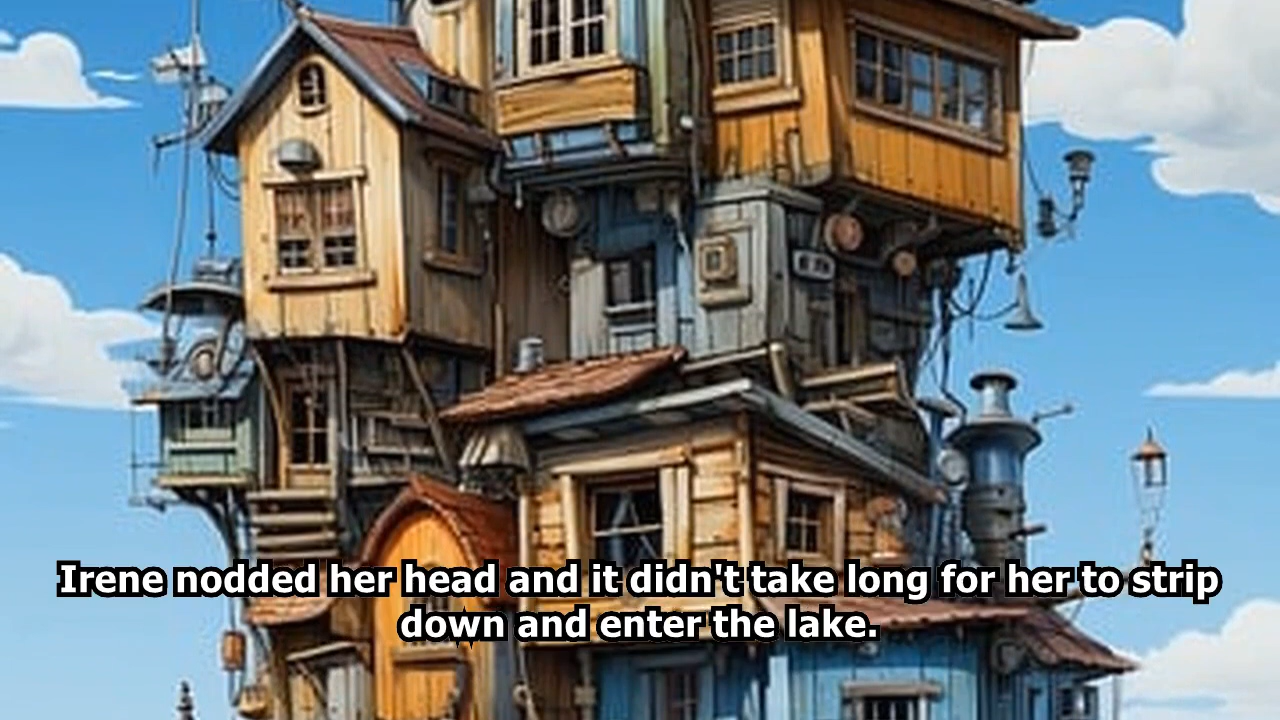 Irene nodded her head and it didn't take long for her to strip
down and enter the lake.